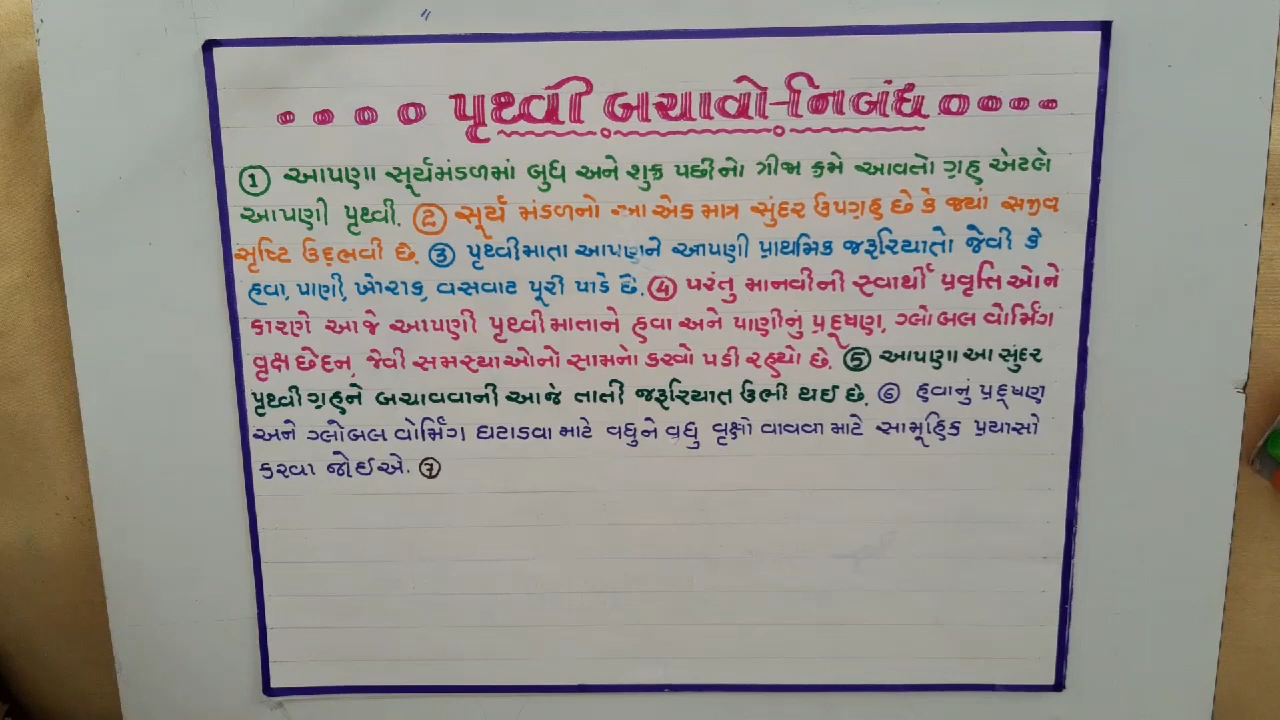 પૃથ્વી બચાવો-નિબંધ
① આપણા સૂર્યમંડળમાં બુધ અને શુક્ર પછીનો ત્રીજા ક્રમે આવતો ગ્રહ એટલે
આપણી પૃથ્વી. ② સૂર્ય મંડળનો આ એક માત્ર સુંદર ઉપગ્રહ છે કે જ્યાં સજીવ
સૃષ્ટિ ઉદ્દભવી છે. ③ પૃથ્વીમાતા આપણને આપણી પ્રાથમિક જરૂરિયાતો જેવી કે
હવા, પાણી, ખોરાક, વસવાટ પૂરી પાડે છે. ④ પરંતુ માનવીની સ્વાર્થી પ્રવૃત્તિઓને
કારણે આજે આપણી પૃથ્વીમાતાને હવા અને પાણીનું પ્રદૂષણ, ગ્લોબલ વોર્મિંગ
વૃક્ષછેદન, જેવી સમસ્યાઓનો સામનો કરવો પડી રહ્યો છે. ⑤ આપણા આ સુંદર
પૃથ્વી ગ્રહને બચાવવાની આજે તાતી જરૂરિયાત ઉભી થઈ છે. ⑥ હવાનું પ્રદૂષણ
અને ગ્લોબલ વોર્મિંગ ઘટાડવા માટે વધુને વધુ વૃક્ષો વાવવા માટે સામૂહિક પ્રયાસો
કરવા જોઈએ. ⑦